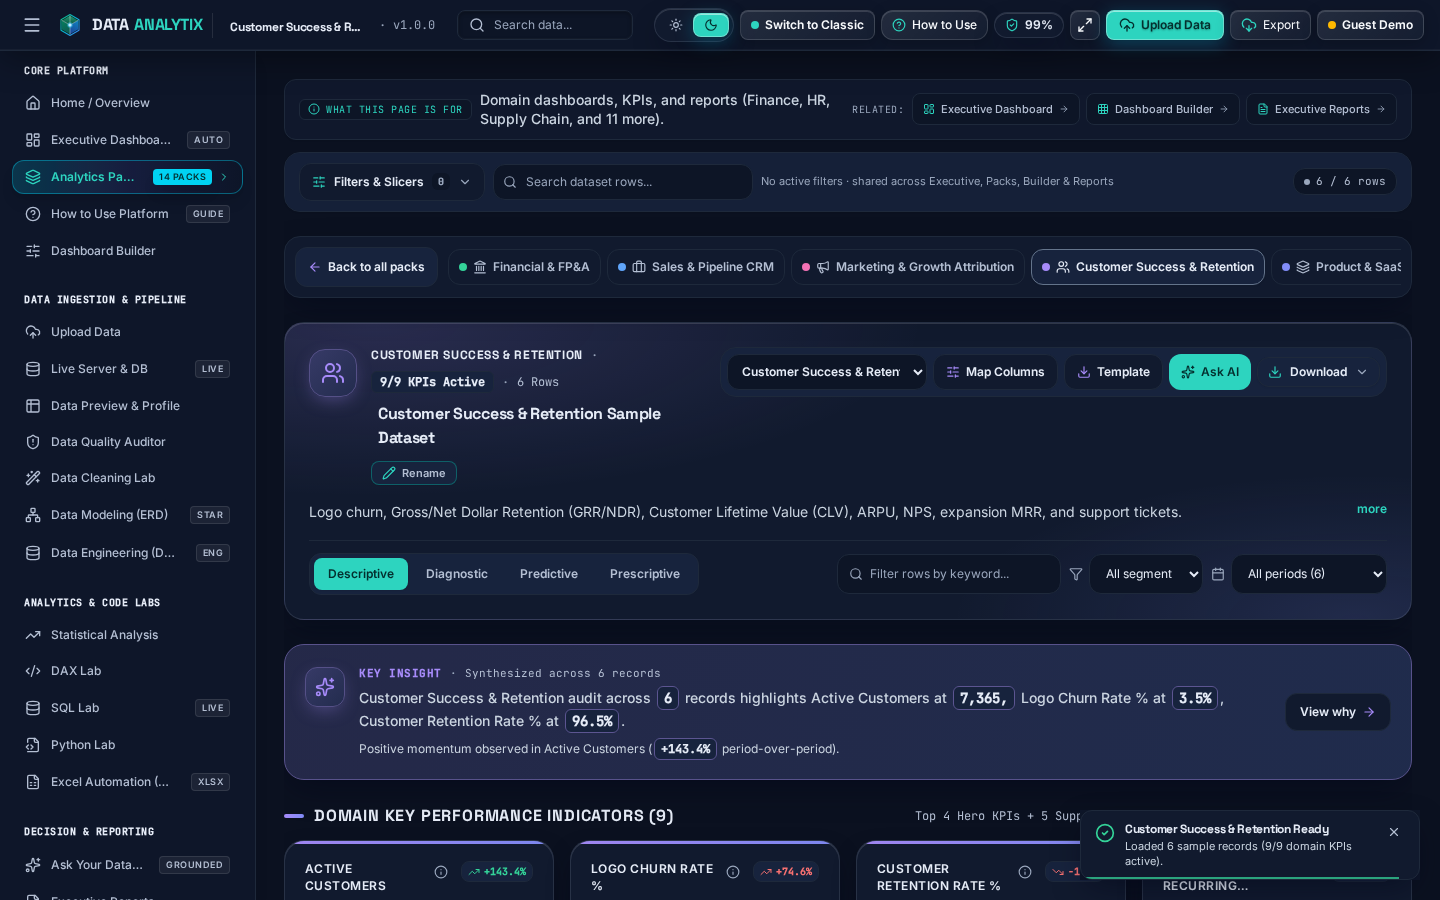 DATA ANALYTIX
Customer Success & R...
· v1.0.0
Search data...
Switch to Classic
How to Use
99%
Upload Data
Export
Guest Demo
CORE PLATFORM
Home / Overview
Executive Dashboa... AUTO
Analytics Pa... 14 PACKS
How to Use Platform GUIDE
Dashboard Builder
DATA INGESTION & PIPELINE
Upload Data
Live Server & DB LIVE
Data Preview & Profile
Data Quality Auditor
Data Cleaning Lab
Data Modeling (ERD) STAR
Data Engineering (D... ENG
ANALYTICS & CODE LABS
Statistical Analysis
DAX Lab
SQL Lab LIVE
Python Lab
Excel Automation (... XLSX
DECISION & REPORTING
Ask Your Data... GROUNDED
WHAT THIS PAGE IS FOR
Domain dashboards, KPIs, and reports (Finance, HR,
Supply Chain, and 11 more).
RELATED:
Executive Dashboard →
Dashboard Builder →
Executive Reports →
Filters & Slicers 0
Search dataset rows...
No active filters · shared across Executive, Packs, Builder & Reports
6 / 6 rows
← Back to all packs
Financial & FP&A
Sales & Pipeline CRM
Marketing & Growth Attribution
Customer Success & Retention
Product & SaaS
CUSTOMER SUCCESS & RETENTION ·
9/9 KPIs Active · 6 Rows
Customer Success & Retention Sample
Dataset
Rename
Customer Success & Reten
Map Columns
Template
Ask AI
Download
Logo churn, Gross/Net Dollar Retention (GRR/NDR), Customer Lifetime Value (CLV), ARPU, NPS, expansion MRR, and support tickets.
more
Descriptive
Diagnostic
Predictive
Prescriptive
Filter rows by keyword...
All segment
All periods (6)
KEY INSIGHT · Synthesized across 6 records
Customer Success & Retention audit across 6 records highlights Active Customers at 7,365, Logo Churn Rate % at 3.5% ,
Customer Retention Rate % at 96.5% .
Positive momentum observed in Active Customers ( +143.4% period-over-period).
View why →
DOMAIN KEY PERFORMANCE INDICATORS (9)
Top 4 Hero KPIs + 5 Supp
ACTIVE
CUSTOMERS
+143.4%
LOGO CHURN RATE
%
+74.6%
CUSTOMER
RETENTION RATE %
-1
RECURRING...
Customer Success & Retention Ready
Loaded 6 sample records (9/9 domain KPIs
active).